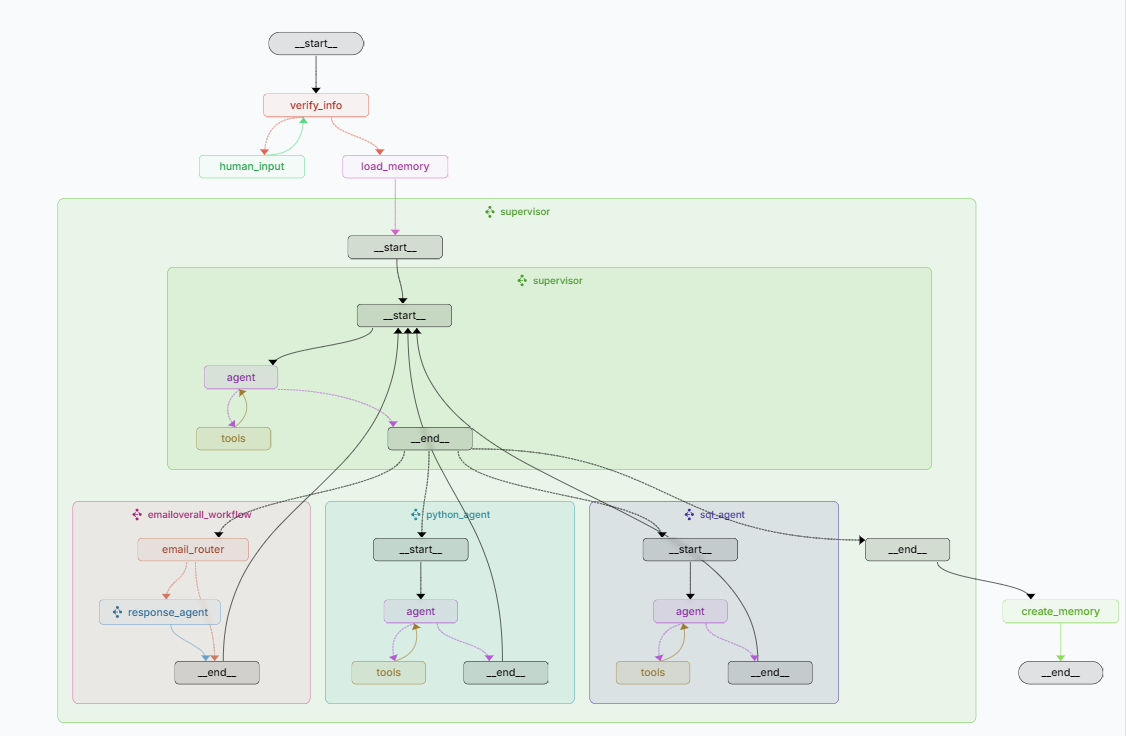 __start__
verify_info
human_input
load_memory
supervisor
__start__
supervisor
__start__
agent
tools
__end__
emailoverall_workflow
python_agent
sql_agent
email_router
__start__
__start__
__end__
response_agent
agent
agent
create_memory
__end__
tools
__end__
tools
__end__
__end__